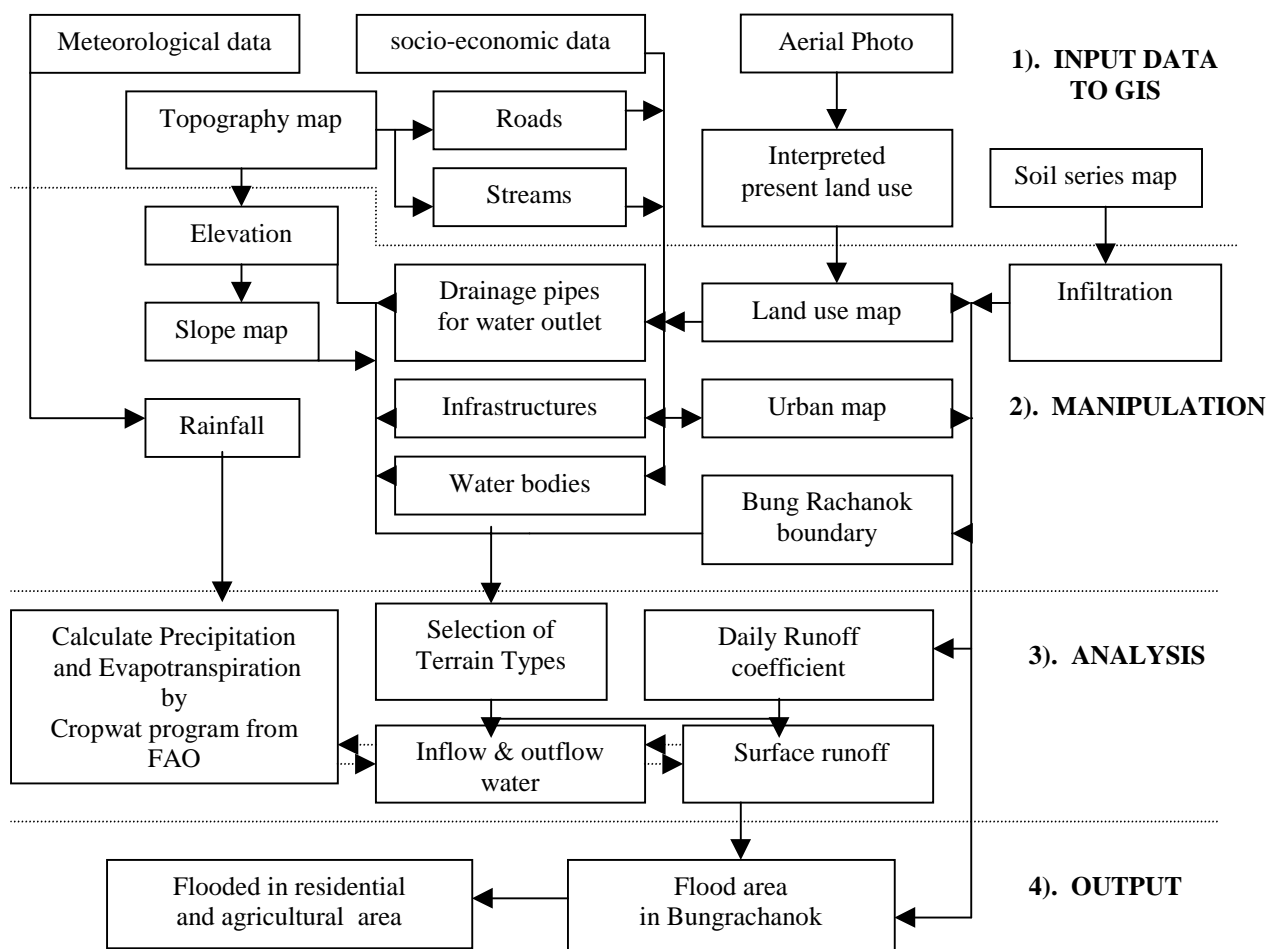 Meteorological data
socio-economic data
Aerial Photo
1). INPUT DATA
TO GIS
Topography map
Roads
Interpreted
present land use
Soil series map
Streams
Elevation
Drainage pipes
for water outlet
Land use map
Infiltration
Slope map
Infrastructures
Urban map
2). MANIPULATION
Rainfall
Water bodies
Bung Rachanok
boundary
Calculate Precipitation
and Evapotranspiration
by
Cropwat program from
FAO
Selection of
Terrain Types
Daily Runoff
coefficient
3). ANALYSIS
Inflow & outflow
water
Surface runoff
Flooded in residential
and agricultural area
Flood area
in Bungrachanok
4). OUTPUT